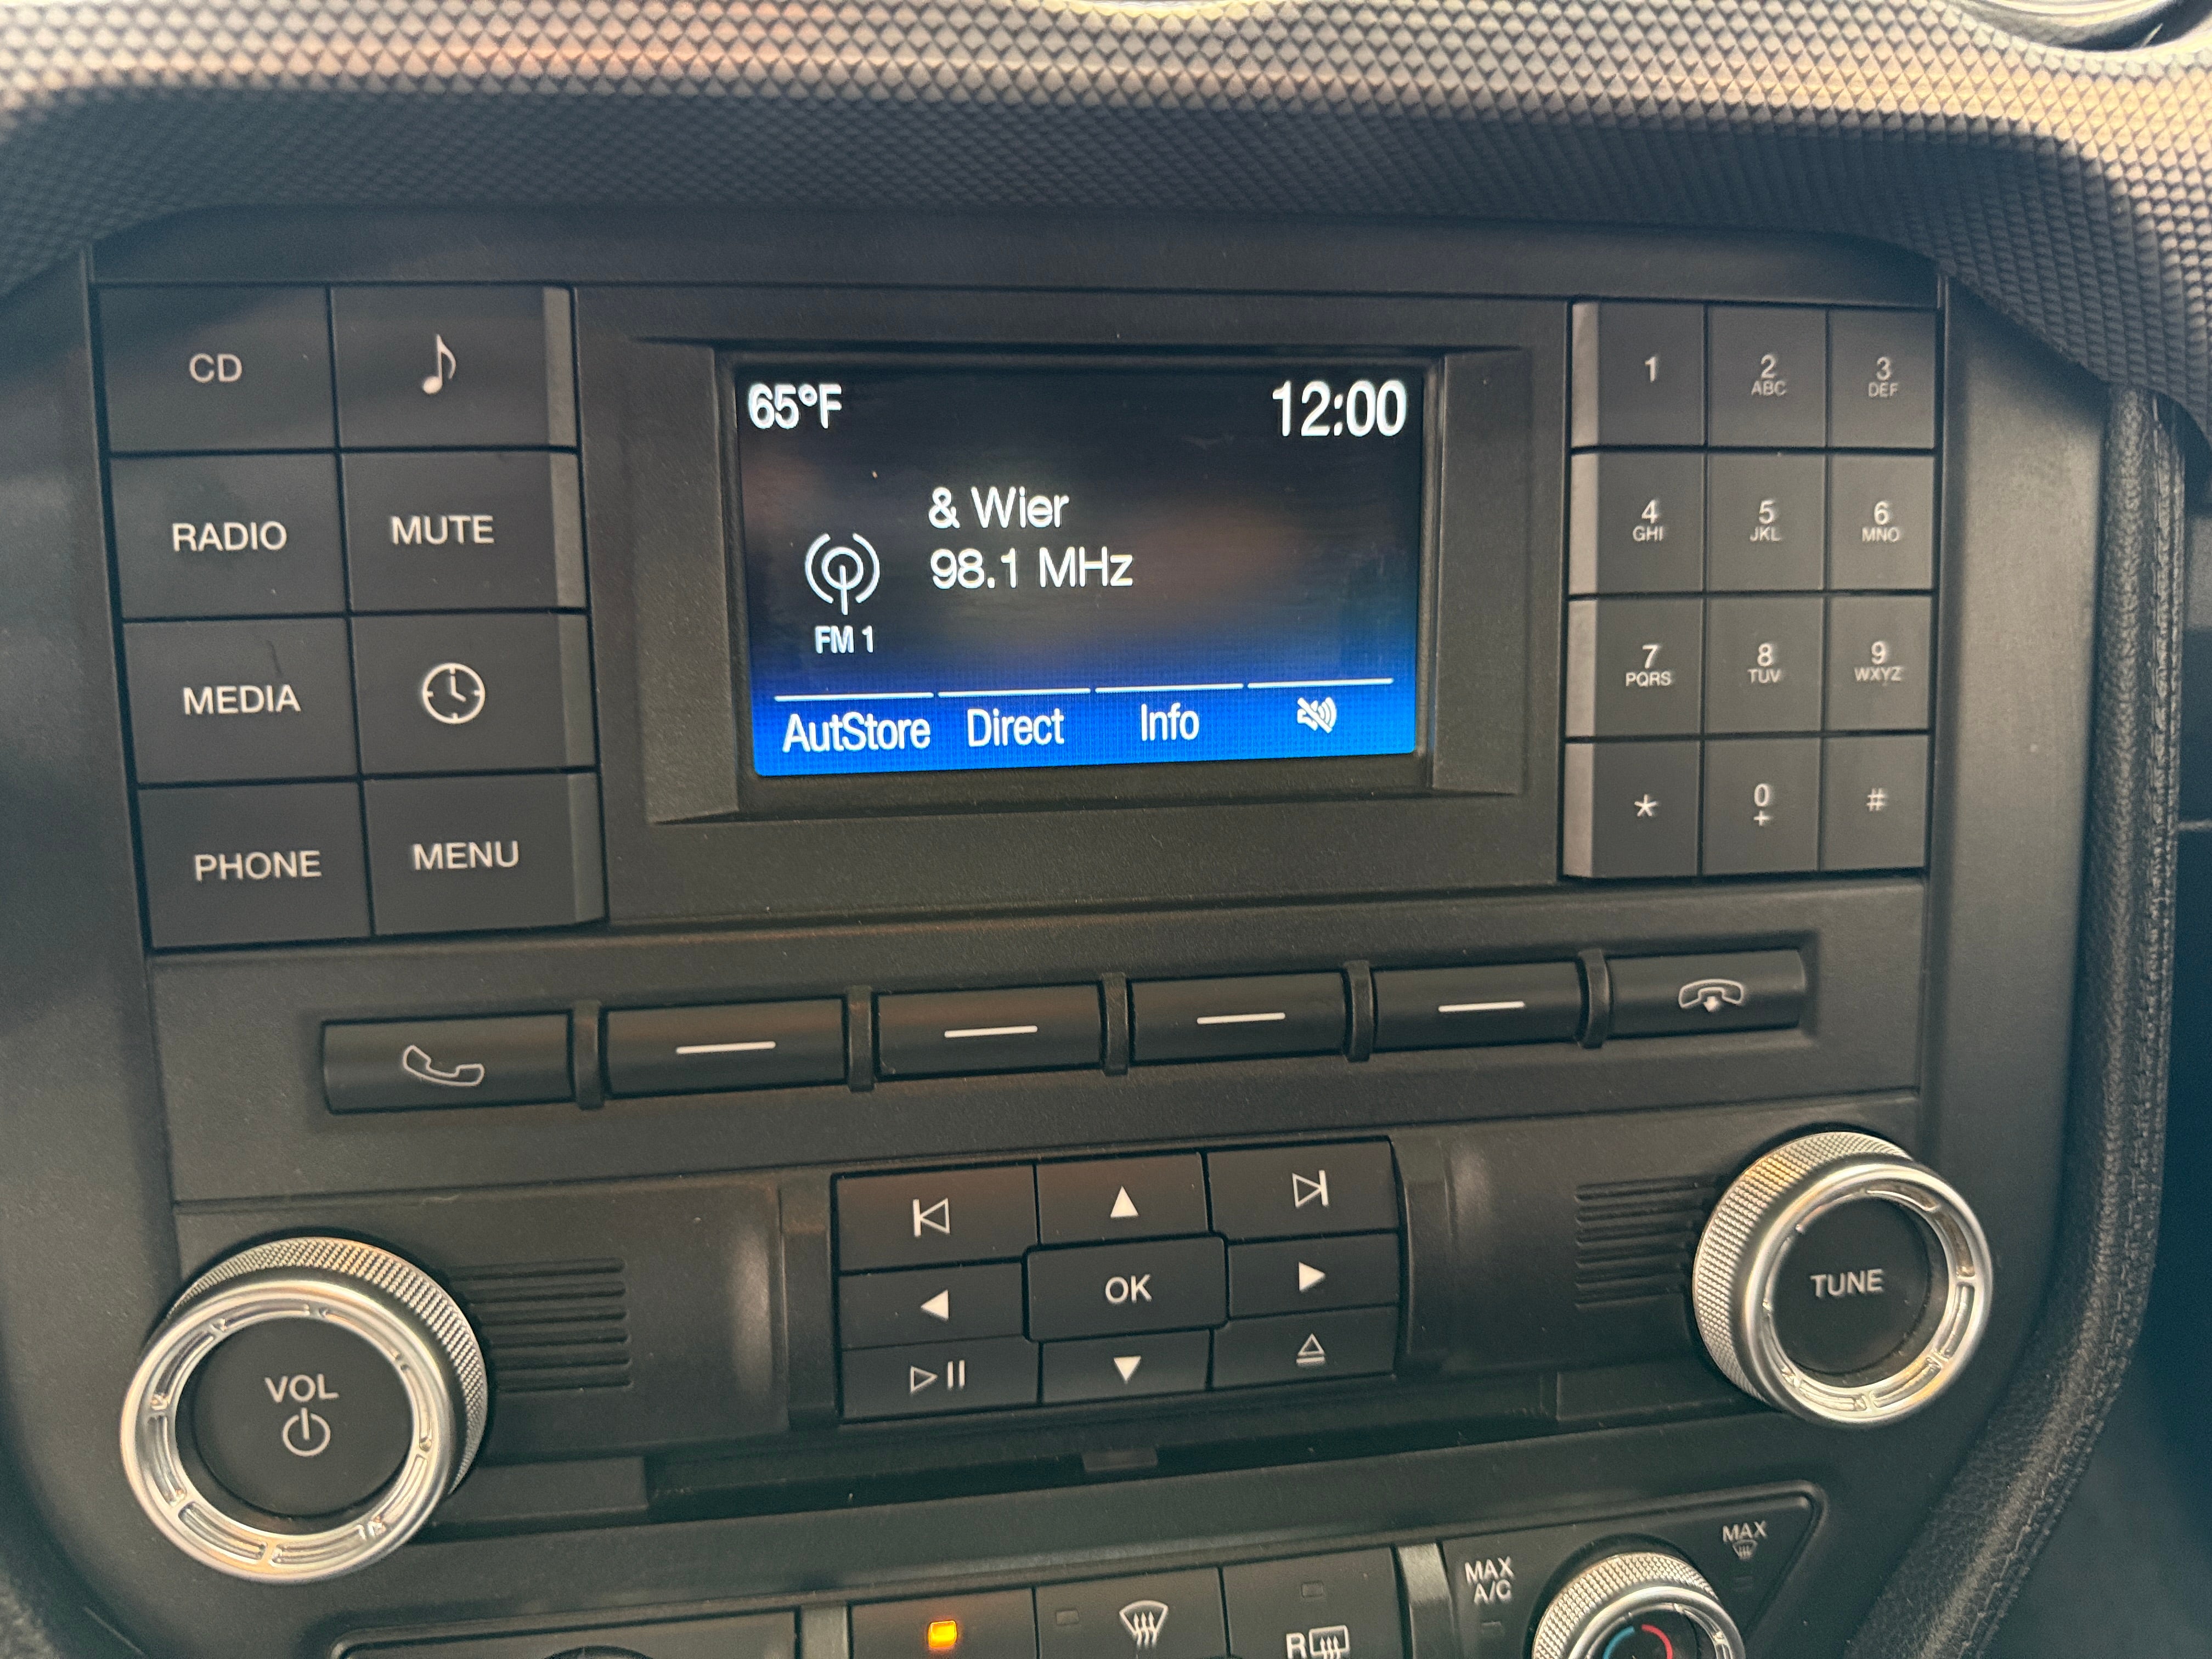 CD
RADIO MUTE
MEDIA
PHONE MENU
65°F 12:00
& Wier
98.1 MHz
FM 1
AutStore Direct Info
1 2 ABC 3 DEF
4 GHI 5 JKL 6 MNO
7 PQRS 8 TUV 9 WXYZ
* 0 + #
OK
VOL
TUNE
MAX A/C
MAX
R